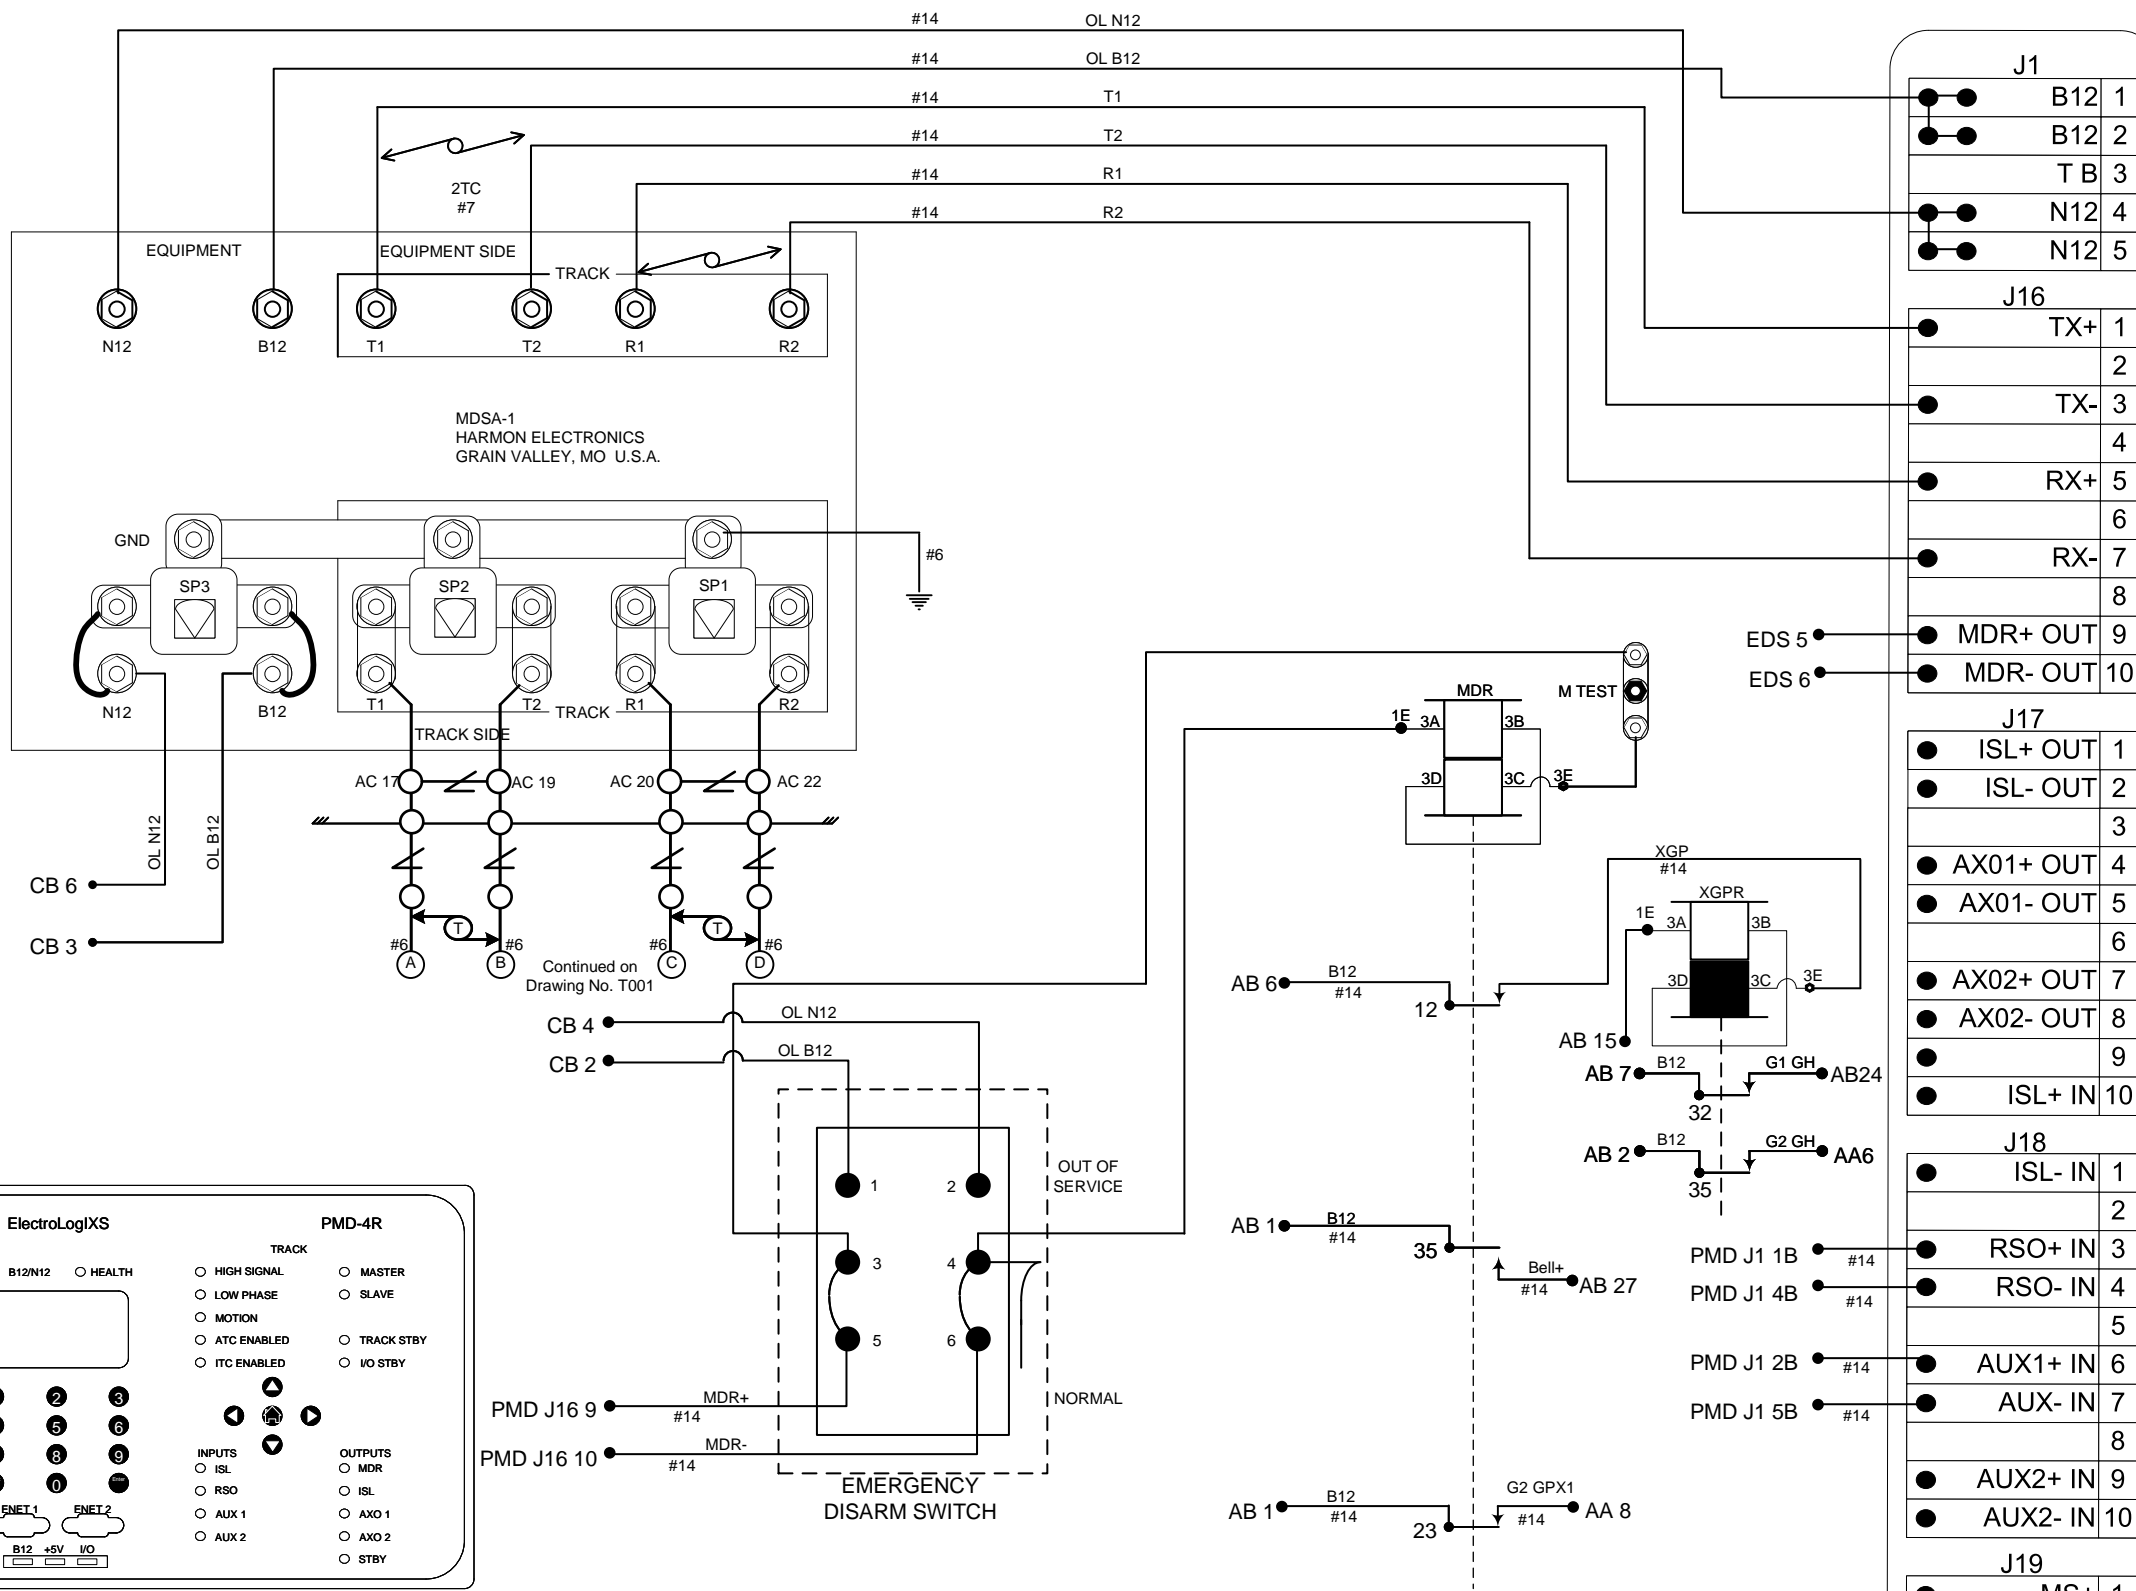 #14 OL N12
#14 OL B12
#14 T1
#14 T2
#14 R1
#14 R2
2TC
#7
EQUIPMENT
EQUIPMENT SIDE
TRACK
N12 B12 T1 T2 R1 R2
MDSA-1
HARMON ELECTRONICS
GRAIN VALLEY, MO U.S.A.
GND
SP3 SP2 SP1
#6
N12 B12 T1 T2 R1 R2
TRACK
TRACK SIDE
AC 17 AC 19 AC 20 AC 22
OL N12
OL B12
CB 6
CB 3
T T
#6 #6 #6 #6
A B C D
Continued on
Drawing No. T001
CB 4 OL N12
CB 2 OL B12
1 2
3 4
5 6
OUT OF
SERVICE
NORMAL
PMD J16 9 MDR+
#14
PMD J16 10 MDR-
#14
EMERGENCY
DISARM SWITCH
MDR
1E 3A 3B
3D 3C 3E
M TEST
XGP
#14
XGPR
1E 3A 3B
3D 3C 3E
AB 15
AB 6 B12
#14
12
AB 7 B12 G1 GH AB24
32
AB 2 B12 G2 GH AA6
35
AB 1 B12
#14
35
Bell+
#14
AB 27
AB 1 B12
#14
23
G2 GPX1
#14
AA 8
EDS 5
EDS 6
PMD J1 1B #14
PMD J1 4B #14
PMD J1 2B #14
PMD J1 5B #14
J1
B12 1
B12 2
T B 3
N12 4
N12 5
J16
TX+ 1
2
TX- 3
4
RX+ 5
6
RX- 7
8
MDR+ OUT 9
MDR- OUT 10
J17
ISL+ OUT 1
ISL- OUT 2
3
AX01+ OUT 4
AX01- OUT 5
6
AX02+ OUT 7
AX02- OUT 8
9
ISL+ IN 10
J18
ISL- IN 1
2
RSO+ IN 3
RSO- IN 4
5
AUX1+ IN 6
AUX- IN 7
8
AUX2+ IN 9
AUX2- IN 10
J19
MS+ 1
ElectroLogIXS PMD-4R
TRACK
B12/N12 HEALTH
HIGH SIGNAL MASTER
LOW PHASE SLAVE
MOTION
ATC ENABLED TRACK STBY
ITC ENABLED I/O STBY
2 3
5 6
8 9
0 Enter
INPUTS OUTPUTS
ISL MDR
RSO ISL
AUX 1 AXO 1
AUX 2 AXO 2
STBY
ENET 1 ENET 2
B12 +5V I/O